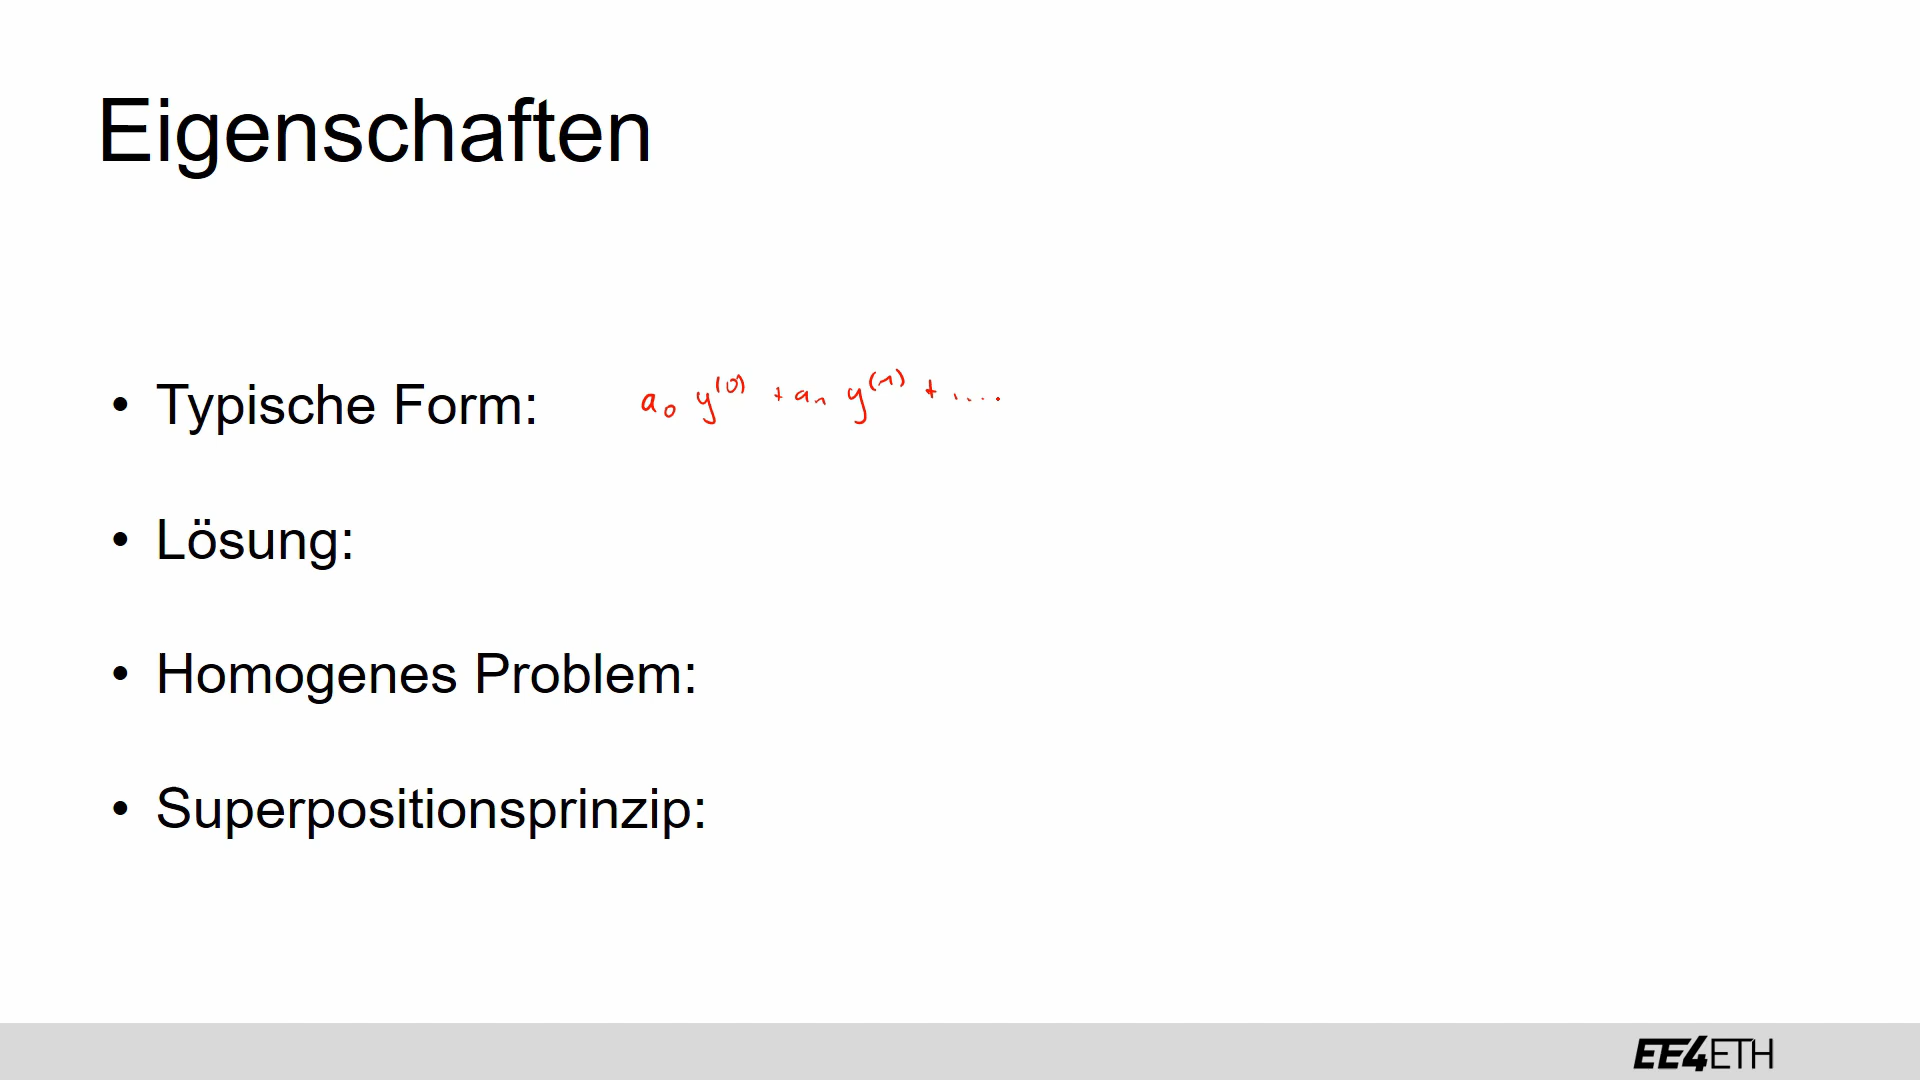 Eigenschaften
• Typische Form: a₀ y⁽⁰⁾ + a₁ y⁽¹⁾ + ....
• Lösung:
• Homogenes Problem:
• Superpositionsprinzip:
EE4ETH